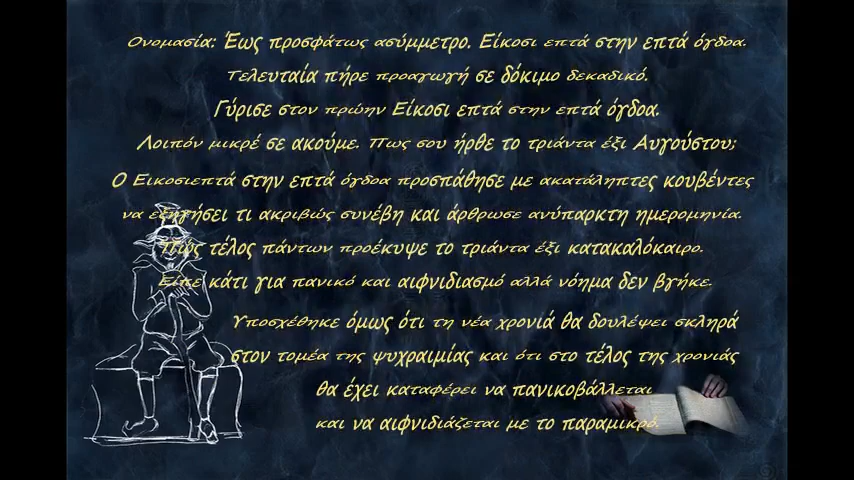 Ονομασία: Έως προσφάτως ασύμμετρο. Είκοσι επτά στην επτά όγδοα.
Τελευταία πήρε προαγωγή σε δόκιμο δεκαδικό.
Γύρισε στον πρώην Είκοσι επτά στην επτά όγδοα.
Λοιπόν μικρέ σε ακούμε. Πως σου ήρθε το τριάντα έξι Αυγούστου;
Ο Εικοσιεπτά στην επτά όγδοα προσπάθησε με ακατάληπτες κουβέντες
να εξηγήσει τι ακριβώς συνέβη και άρθρωσε ανύπαρκτη ημερομηνία.
Πώς τέλος πάντων προέκυψε το τριάντα έξι κατακαλόκαιρο.
Είπε κάτι για πανικό και αιφνιδιασμό αλλά νόημα δεν βγήκε.
Υποσχέθηκε όμως ότι τη νέα χρονιά θα δουλέψει σκληρά
στον τομέα της ψυχραιμίας και ότι στο τέλος της χρονιάς
θα έχει καταφέρει να πανικοβάλλεται
και να αιφνιδιάζεται με το παραμικρό.